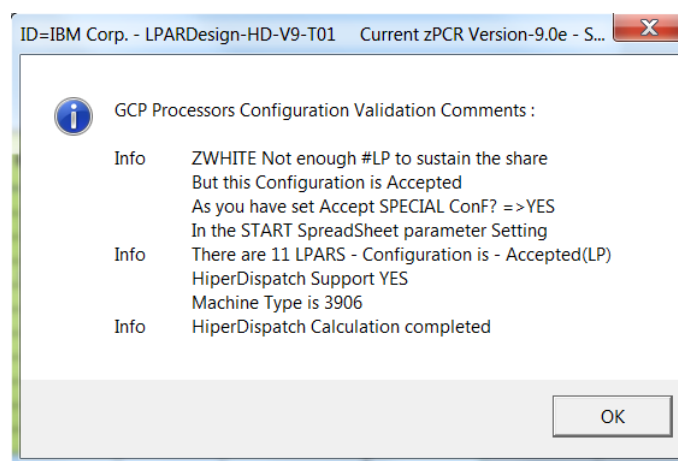 ID=IBM Corp. - LPARDesign-HD-V9-T01 Current zPCR Version-9.0e - S...
GCP Processors Configuration Validation Comments :
Info ZWHITE Not enough #LP to sustain the share
But this Configuration is Accepted
As you have set Accept SPECIAL ConF? =>YES
In the START SpreadSheet parameter Setting
Info There are 11 LPARS - Configuration is - Accepted(LP)
HiperDispatch Support YES
Machine Type is 3906
Info HiperDispatch Calculation completed
OK